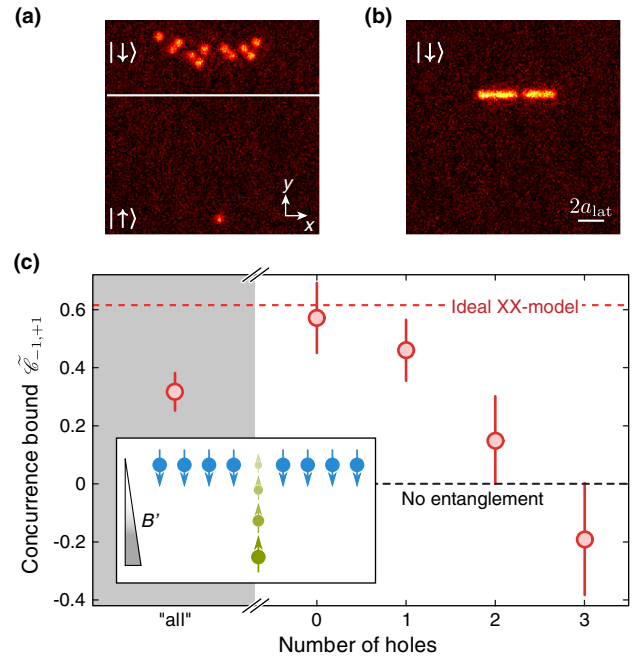 (a)
(b)
|↓⟩
|↓⟩
y
x
|↑⟩
2a_lat
(c)
0.6
0.4
0.2
0
-0.2
-0.4
Concurrence bound 𝒞̃₋₁,₊₁
Ideal XX-model
No entanglement
B’
"all"
0
1
2
3
Number of holes